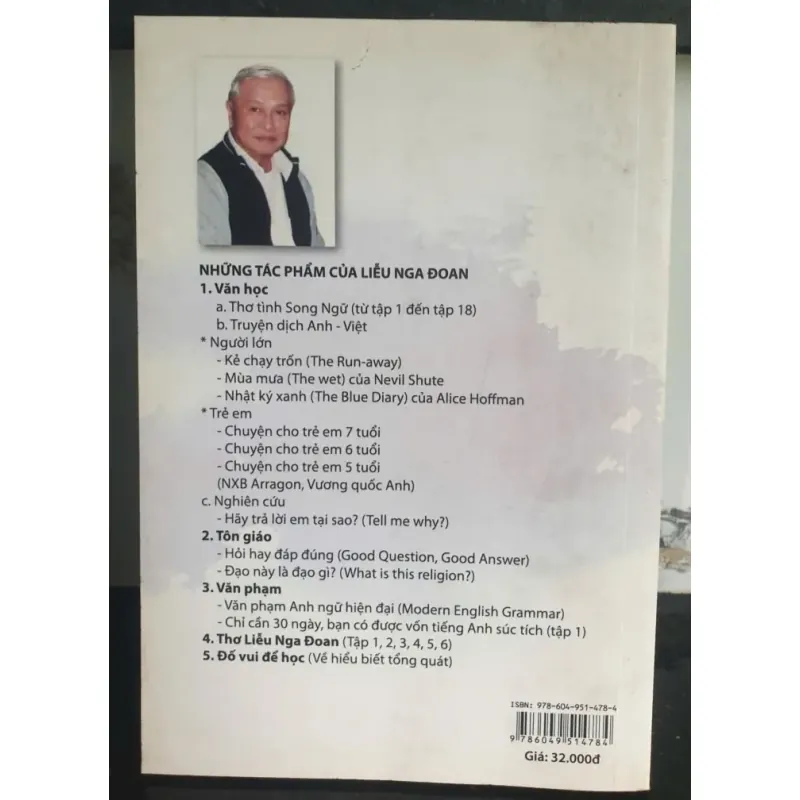 NHỮNG TÁC PHẨM CỦA LIỄU NGA ĐOAN
1. Văn học
a. Thơ tình Song Ngữ (từ tập 1 đến tập 18)
b. Truyện dịch Anh - Việt
* Người lớn
- Kẻ chạy trốn (The Run-away)
- Mùa mưa (The wet) của Nevil Shute
- Nhật ký xanh (The Blue Diary) của Alice Hoffman
* Trẻ em
- Chuyện cho trẻ em 7 tuổi
- Chuyện cho trẻ em 6 tuổi
- Chuyện cho trẻ em 5 tuổi
(NXB Arragon, Vương quốc Anh)
c. Nghiên cứu
- Hãy trả lời em tại sao? (Tell me why?)
2. Tôn giáo
- Hỏi hay đáp đúng (Good Question, Good Answer)
- Đạo này là đạo gì? (What is this religion?)
3. Văn phạm
- Văn phạm Anh ngữ hiện đại (Modern English Grammar)
- Chỉ cần 30 ngày, bạn có được vốn tiếng Anh súc tích (tập 1)
4. Thơ Liễu Nga Đoan (Tập 1, 2, 3, 4, 5, 6)
5. Đố vui để học (Về hiểu biết tổng quát)
ISBN: 978-604-951-478-4
9 786049 514784
Giá: 32.000đ